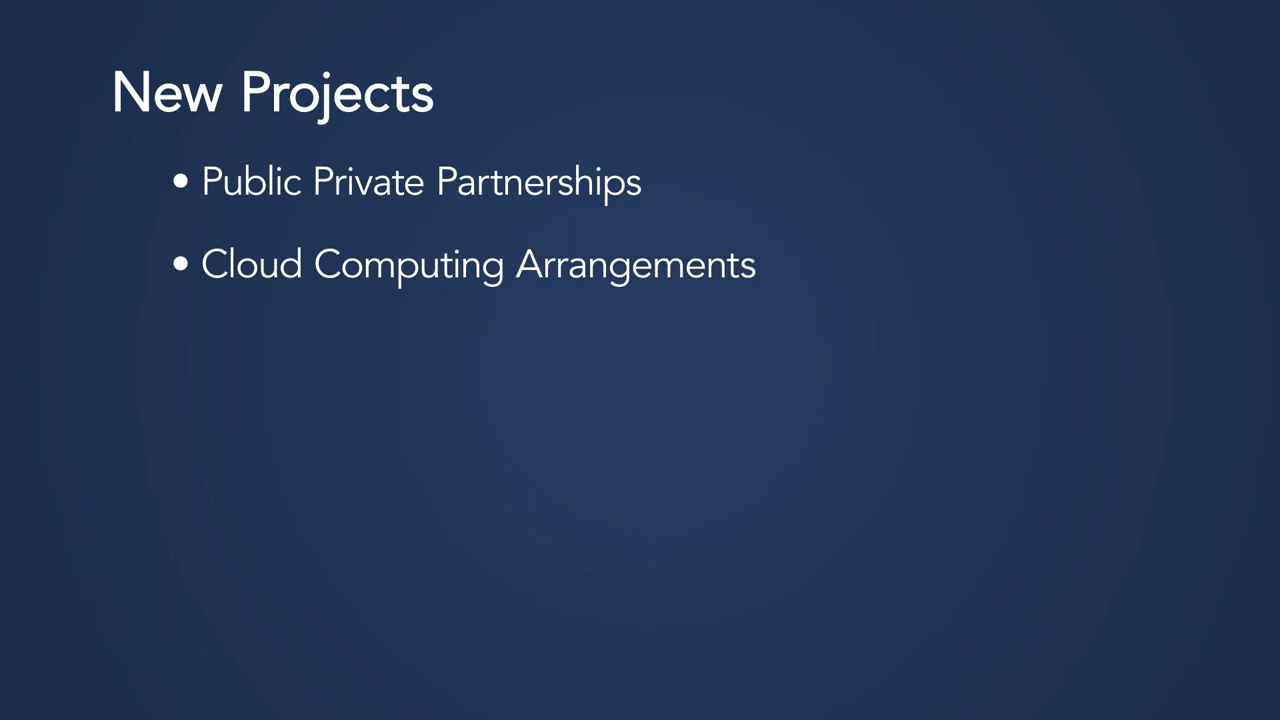 New Projects
• Public Private Partnerships
• Cloud Computing Arrangements